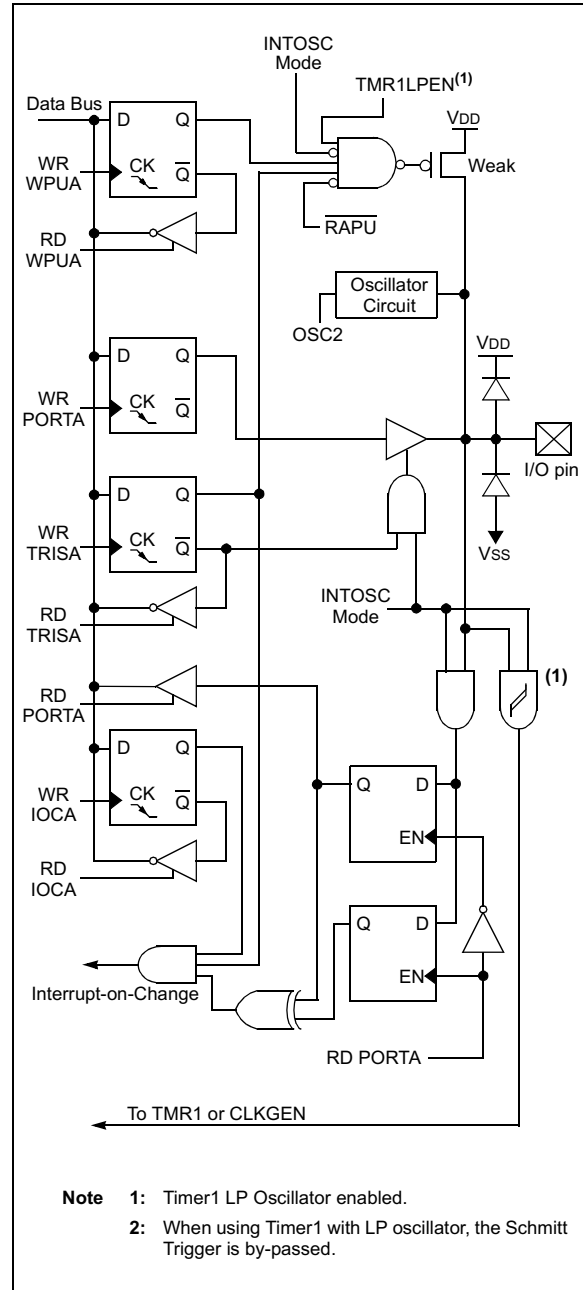 INTOSC
Mode
TMR1LPEN(1)
Data Bus
D Q
VDD
WR
WPUA
CK Q
Weak
RD
WPUA
RAPU
Oscillator
Circuit
OSC2
VDD
D Q
WR
PORTA
CK Q
I/O pin
D Q
WR
TRISA
CK Q
VSS
INTOSC
Mode
RD
TRISA
(1)
RD
PORTA
D Q
WR
IOCA
CK Q
Q D
EN
RD
IOCA
Q D
EN
Interrupt-on-Change
RD PORTA
To TMR1 or CLKGEN
Note 1: Timer1 LP Oscillator enabled.
2: When using Timer1 with LP oscillator, the Schmitt
Trigger is by-passed.